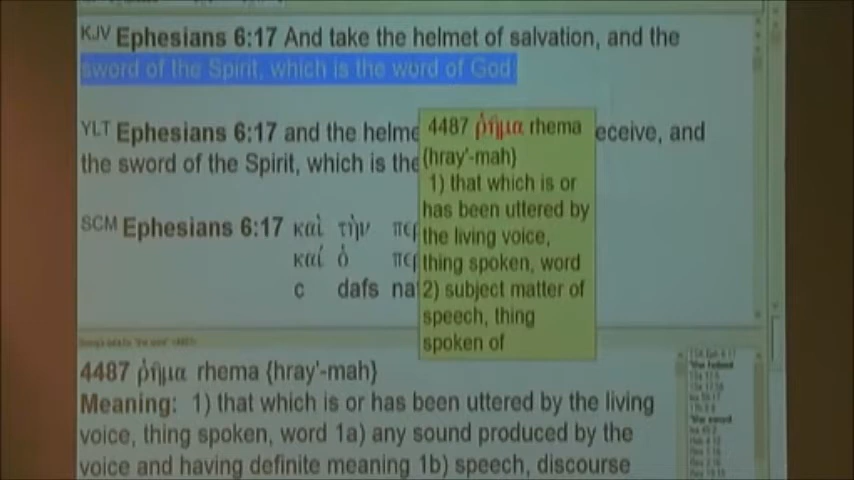 KJV Ephesians 6:17 And take the helmet of salvation, and the
sword of the Spirit, which is the word of God
YLT Ephesians 6:17 and the helme
eceive, and
the sword of the Spirit, which is the
4487 ῥῆμα rhema
{hray'-mah}
1) that which is or
has been uttered by
the living voice,
thing spoken, word
2) subject matter of
speech, thing
spoken of
SCM Ephesians 6:17 καὶ τὴν περ
καί ὁ περ
c dafs na
4487 ῥῆμα rhema {hray'-mah}
Meaning: 1) that which is or has been uttered by the living
voice, thing spoken, word 1a) any sound produced by the
voice and having definite meaning 1b) speech, discourse